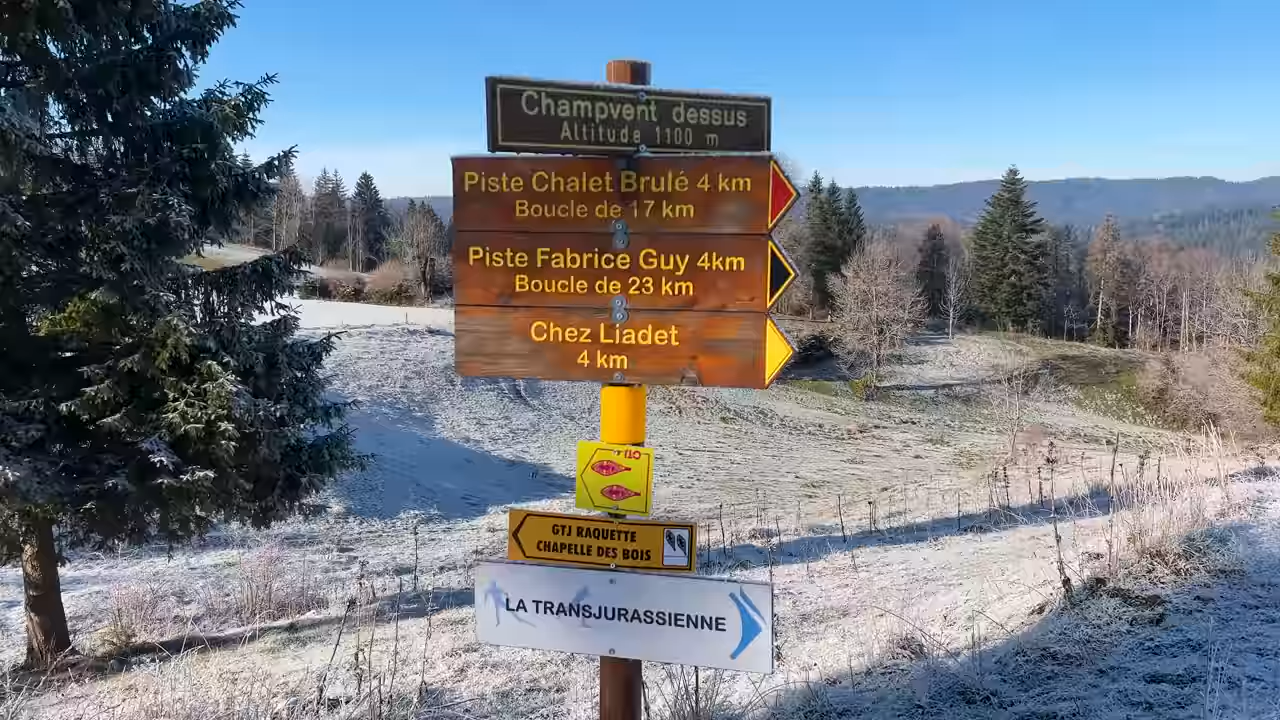 Champvent dessus
Altitude 1100 m
Piste Chalet Brulé 4 km
Boucle de 17 km
Piste Fabrice Guy 4km
Boucle de 23 km
Chez Liadet
4 km
GTJ
GTJ RAQUETTE
CHAPELLE DES BOIS
LA TRANSJURASSIENNE